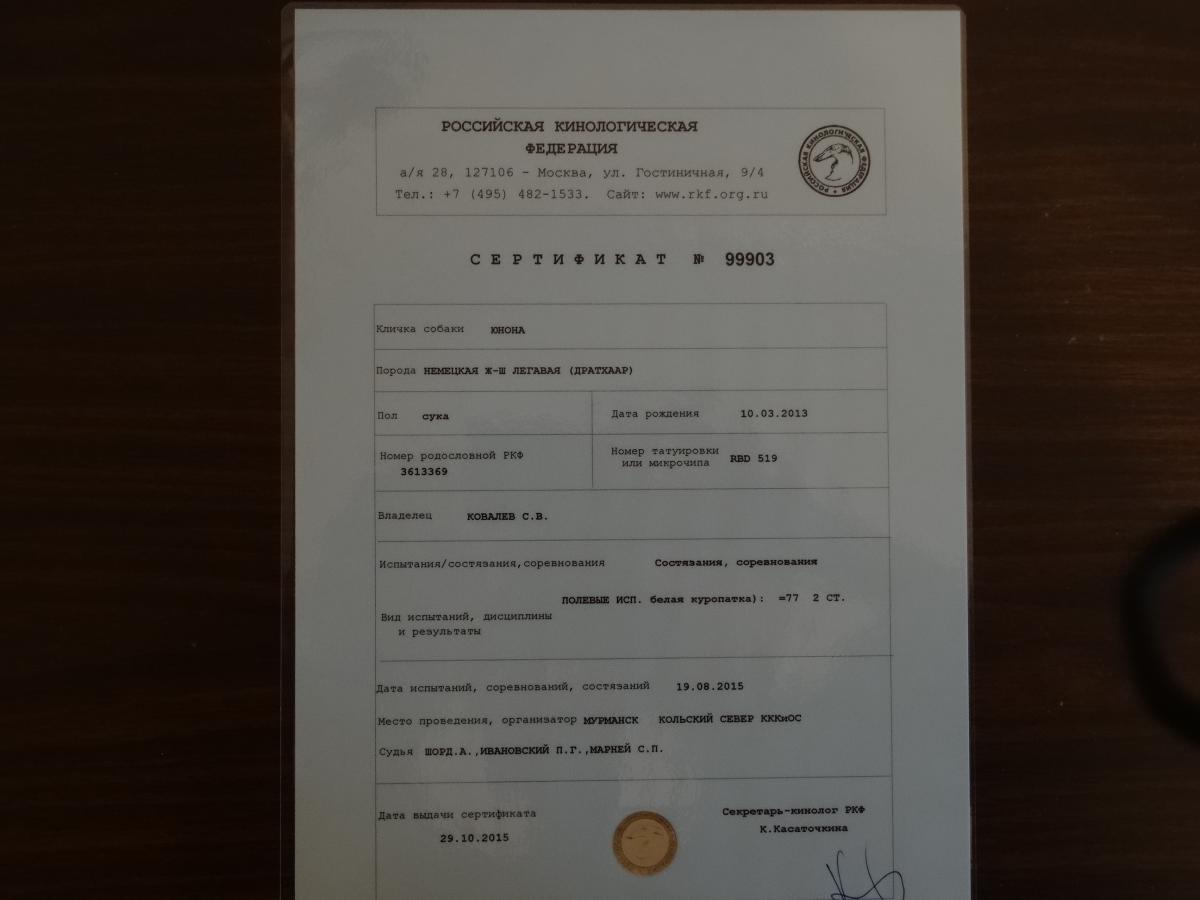 РОССИЙСКАЯ КИНОЛОГИЧЕСКАЯ
ФЕДЕРАЦИЯ
а/я 28, 127106 - Москва, ул. Гостиничная, 9/4
Тел.: +7 (495) 482-1533. Сайт: www.rkf.org.ru
РОССИЙСКАЯ КИНОЛОГИЧЕСКАЯ ФЕДЕРАЦИЯ
СЕРТИФИКАТ № 99903
Кличка собаки ЮНОНА
Порода НЕМЕЦКАЯ Ж-Ш ЛЕГАВАЯ (ДРАТХААР)
Пол сука Дата рождения 10.03.2013
Номер родословной РКФ
3613369
Номер татуировки
или микрочипа RBD 519
Владелец КОВАЛЕВ С.В.
Испытания/состязания,соревнования Состязания, соревнования
ПОЛЕВЫЕ ИСП. белая куропатка): =77 2 СТ.
Вид испытаний, дисциплины
и результаты
Дата испытаний, соревнований, состязаний 19.08.2015
Место проведения, организатор МУРМАНСК КОЛЬСКИЙ СЕВЕР КККиОС
Судья ШОРД.А.,ИВАНОВСКИЙ П.Г.,МАРНЕЙ С.П.
Дата выдачи сертификата
29.10.2015
Секретарь-кинолог РКФ
К.Касаточкина